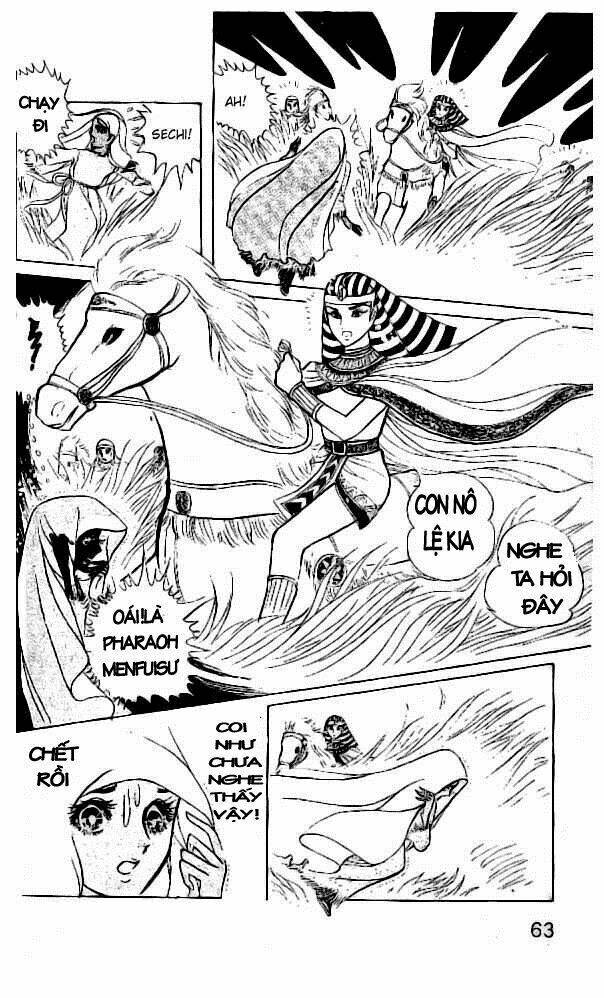 CHẠY
ĐI
SECHI!
AH!
CON NÔ
LỆ KIA
NGHE
TA HỎI
ĐÂY
OÁI!LÀ
PHARAOH
MENFUISƯ
CHẾT
RỒI
COI
NHƯ
CHƯA
NGHE
THẤY
VẬY!
63